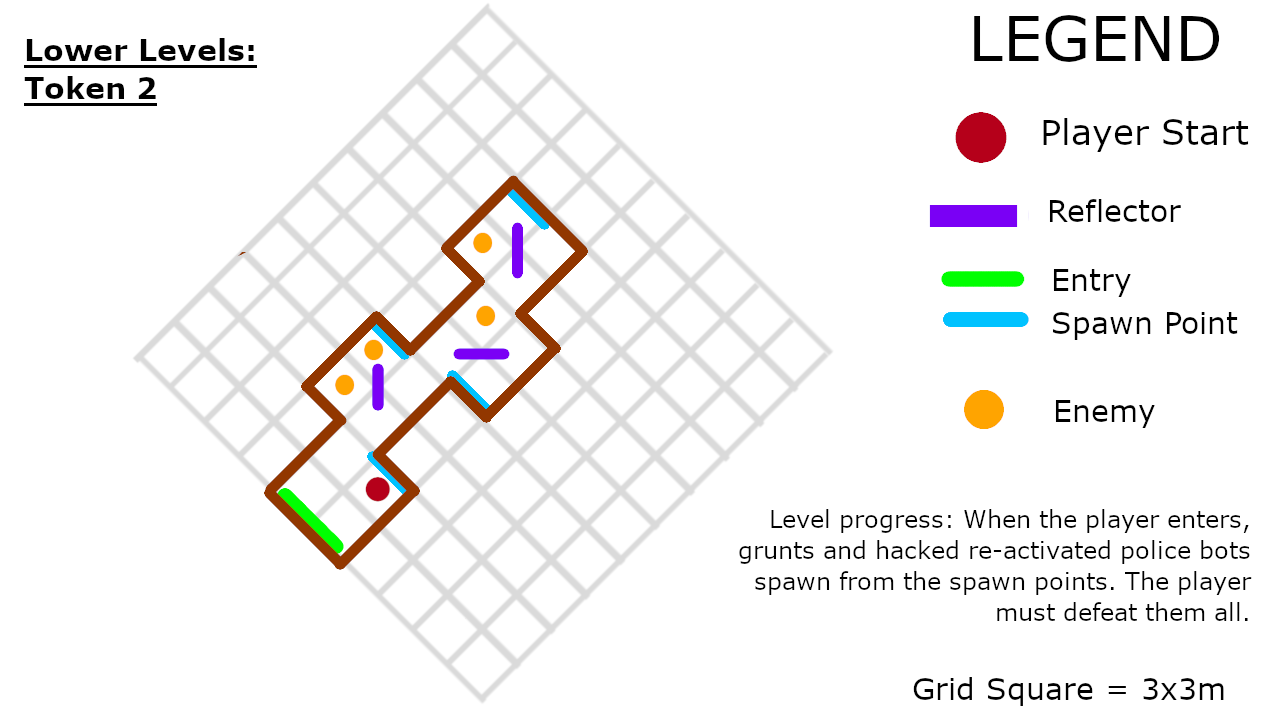 Lower Levels:
Token 2
LEGEND
Player Start
Reflector
Entry
Spawn Point
Enemy
Level progress: When the player enters,
grunts and hacked re-activated police bots
spawn from the spawn points. The player
must defeat them all.
Grid Square = 3x3m